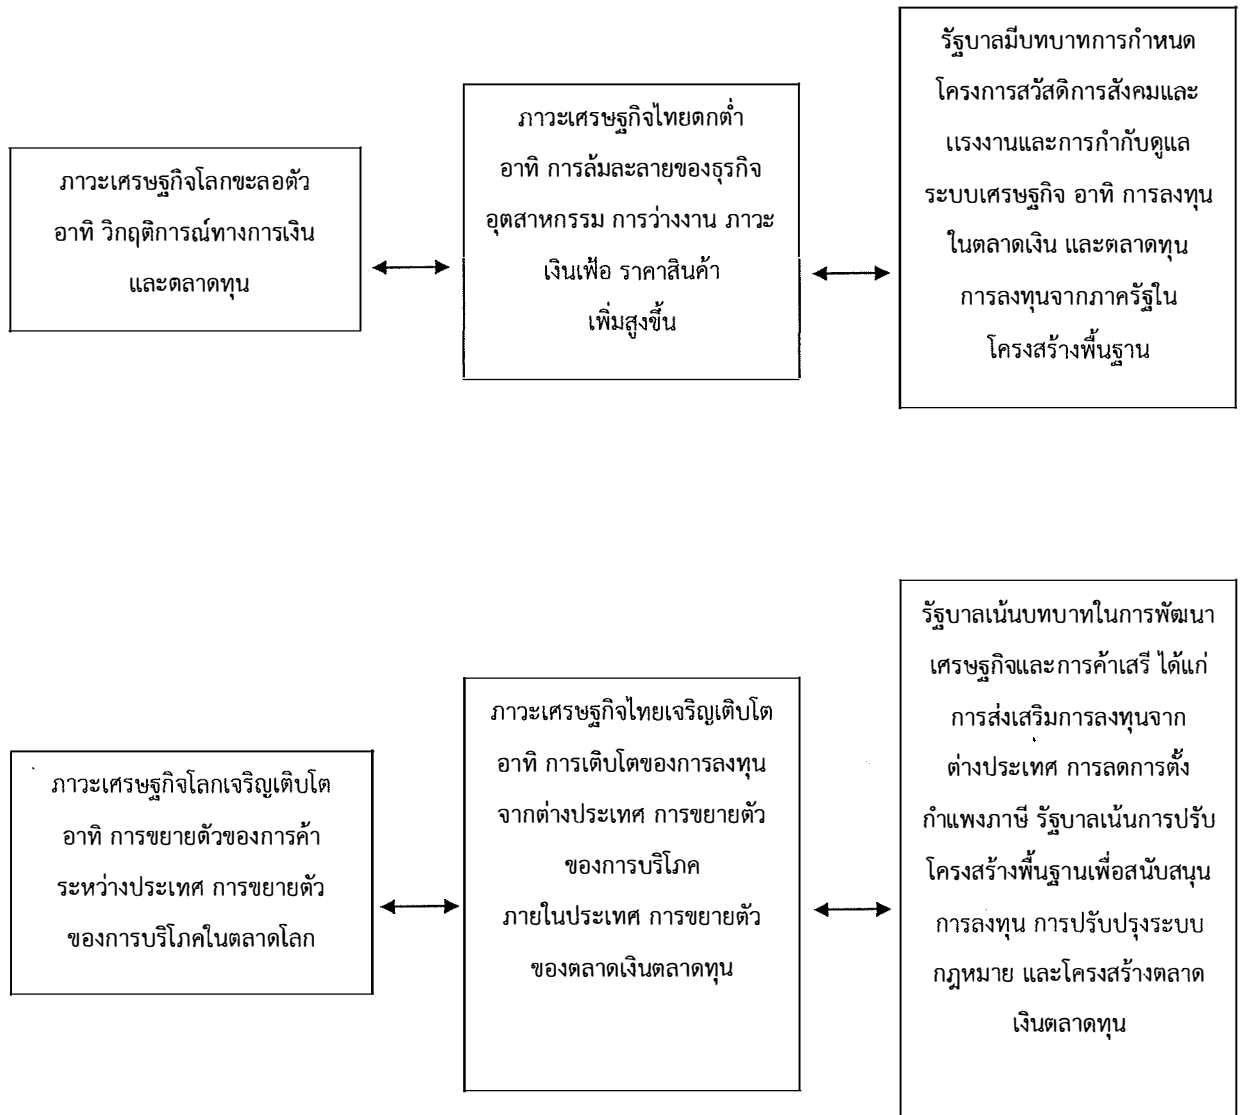 ภาวะเศรษฐกิจโลกชะลอตัว
อาทิ วิกฤติการณ์ทางการเงิน
และตลาดทุน
ภาวะเศรษฐกิจไทยตกต่ำ
อาทิ การล้มละลายของธุรกิจ
อุตสาหกรรม การว่างงาน ภาวะ
เงินเฟ้อ ราคาสินค้า
เพิ่มสูงขึ้น
รัฐบาลมีบทบาทการกำหนด
โครงการสวัสดิการสังคมและ
แรงงานและการกำกับดูแล
ระบบเศรษฐกิจ อาทิ การลงทุน
ในตลาดเงิน และตลาดทุน
การลงทุนจากภาครัฐใน
โครงสร้างพื้นฐาน
ภาวะเศรษฐกิจโลกเจริญเติบโต
อาทิ การขยายตัวของการค้า
ระหว่างประเทศ การขยายตัว
ของการบริโภคในตลาดโลก
ภาวะเศรษฐกิจไทยเจริญเติบโต
อาทิ การเติบโตของการลงทุน
จากต่างประเทศ การขยายตัว
ของการบริโภค
ภายในประเทศ การขยายตัว
ของตลาดเงินตลาดทุน
รัฐบาลเน้นบทบาทในการพัฒนา
เศรษฐกิจและการค้าเสรี ได้แก่
การส่งเสริมการลงทุนจาก
ต่างประเทศ การลดการตั้ง
กำแพงภาษี รัฐบาลเน้นการปรับ
โครงสร้างพื้นฐานเพื่อสนับสนุน
การลงทุน การปรับปรุงระบบ
กฎหมาย และโครงสร้างตลาด
เงินตลาดทุน